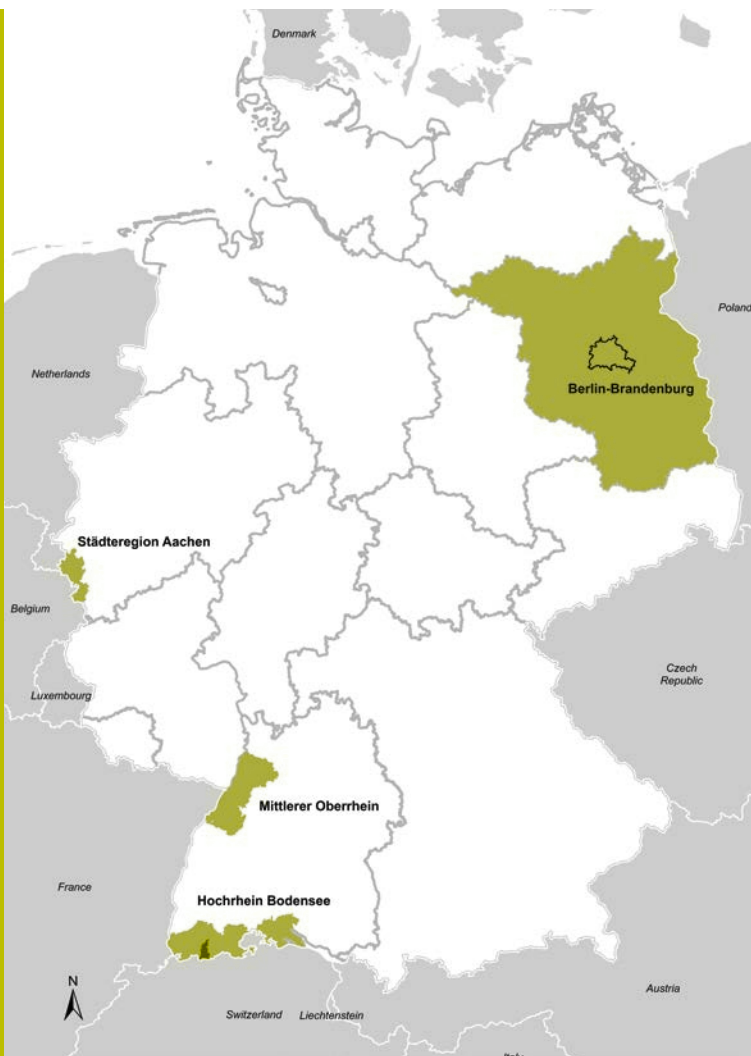 Denmark
Poland
Netherlands
Berlin-Brandenburg
Städteregion Aachen
Belgium
Czech
Republic
Luxembourg
Mittlerer Oberrhein
France
Hochrhein Bodensee
N
Austria
Switzerland
Liechtenstein